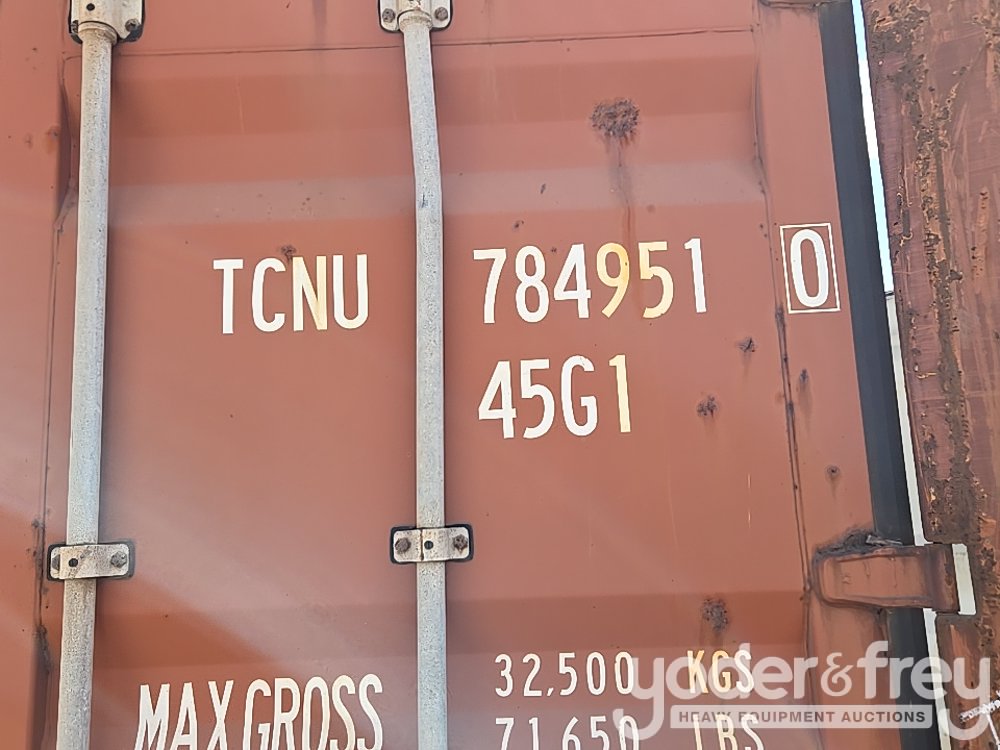 TCNU 784951 0
45G1
MAX GROSS 32,500 KGS
71,650 LBS
yoder&frey
HEAVY EQUIPMENT AUCTIONS